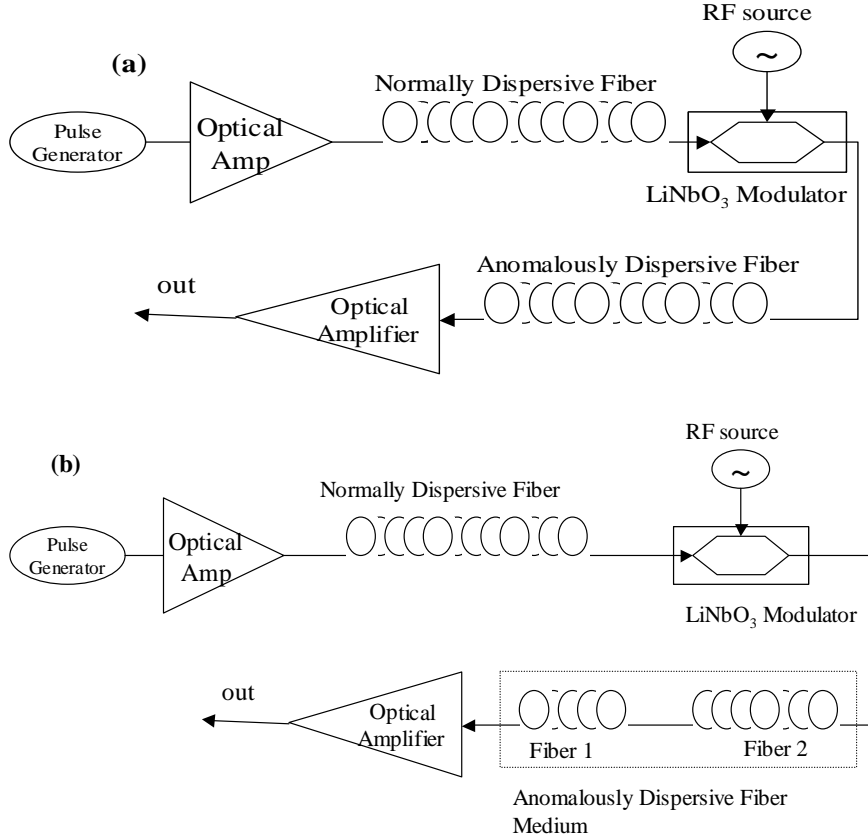 RF source
(a)
~
Normally Dispersive Fiber
Pulse
Generator
Optical
Amp
LiNbO3 Modulator
Anomalously Dispersive Fiber
out
Optical
Amplifier
RF source
(b)
~
Normally Dispersive Fiber
Pulse
Generator
Optical
Amp
LiNbO3 Modulator
out
Optical
Amplifier
Fiber 1
Fiber 2
Anomalously Dispersive Fiber
Medium